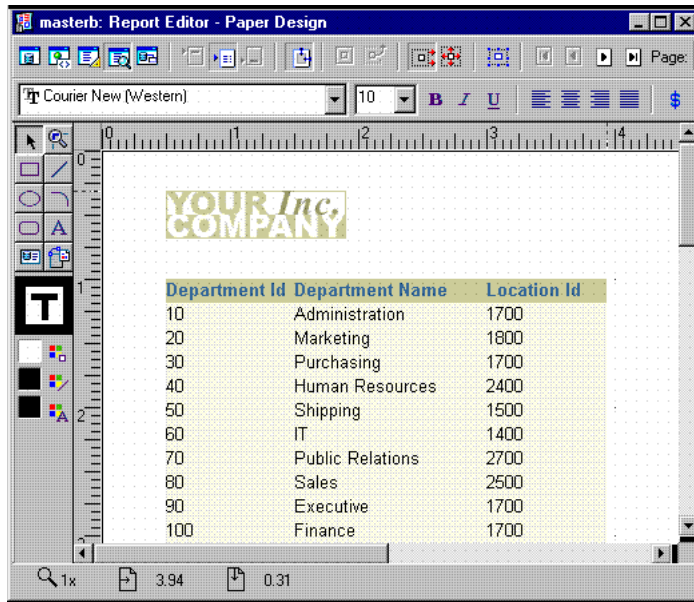 masterb: Report Editor - Paper Design
Page:
Courier New (Western) 10 B I U $
0 1 2 3 4
0
A
YOUR Inc,
COMPANY
1
T
Department Id Department Name Location Id
10 Administration 1700
20 Marketing 1800
30 Purchasing 1700
40 Human Resources 2400
2
50 Shipping 1500
60 IT 1400
70 Public Relations 2700
80 Sales 2500
90 Executive 1700
100 Finance 1700
1x 3.94 0.31